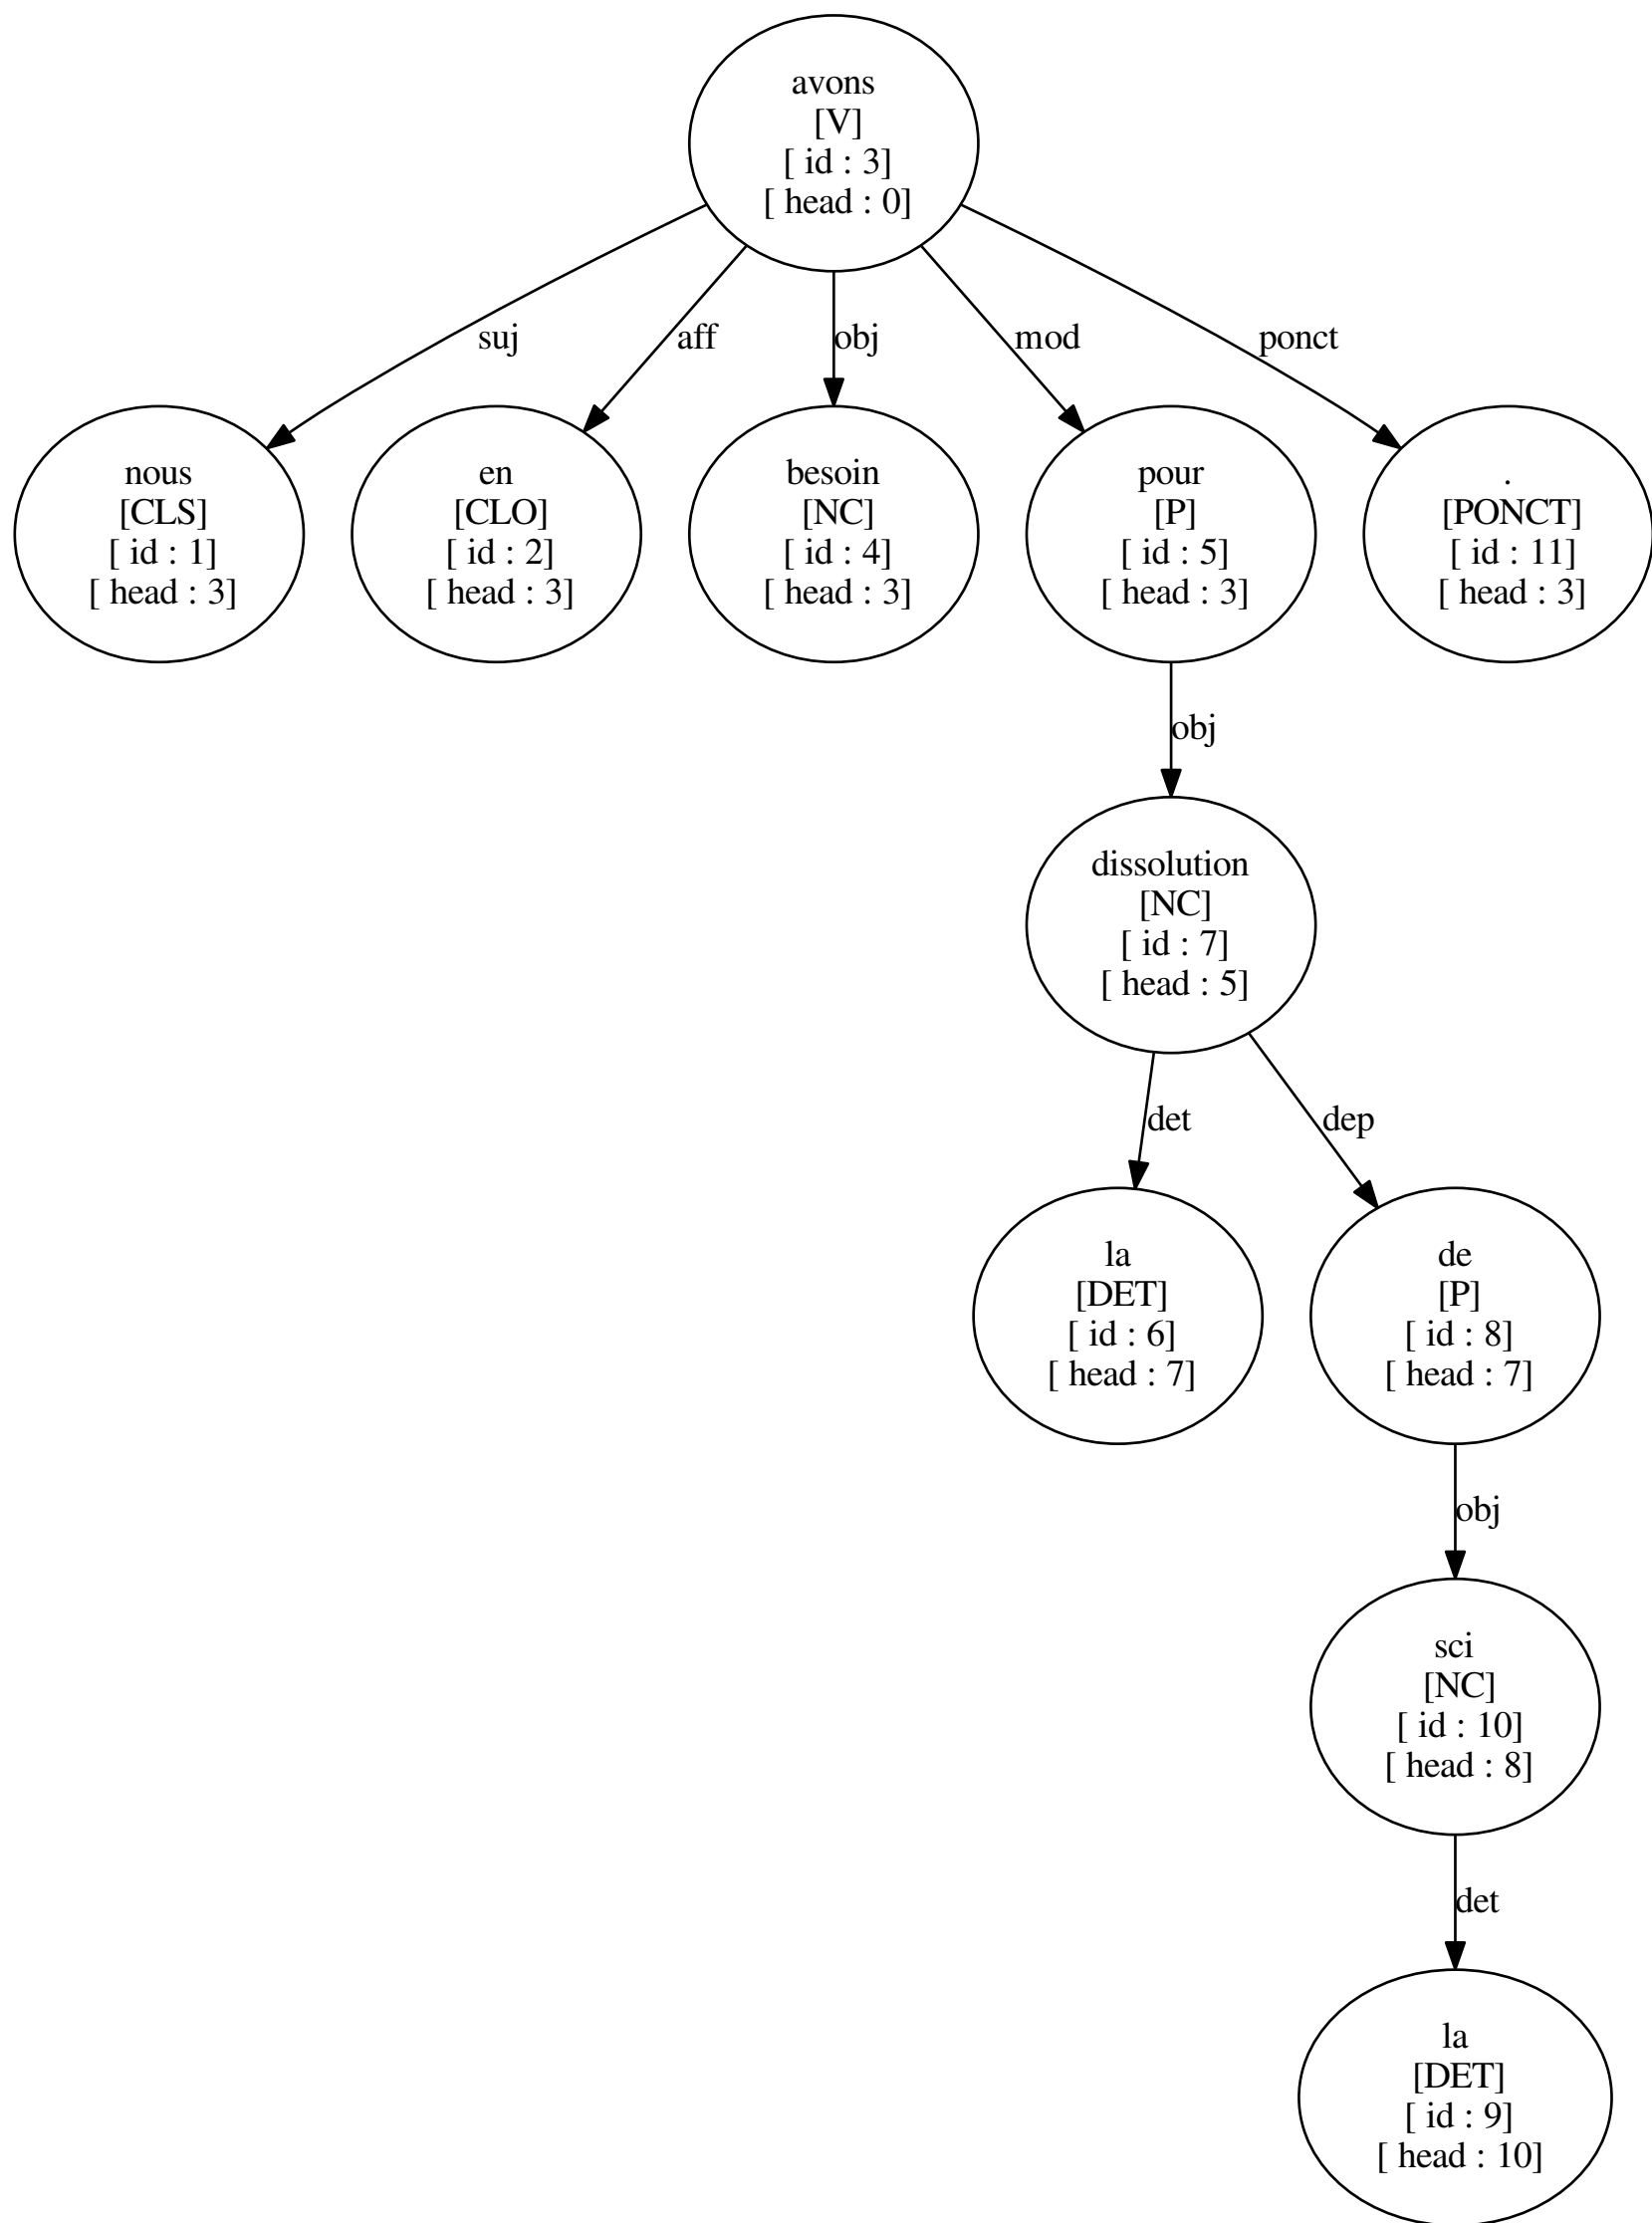 avons
[V]
[ id : 3]
[ head : 0]
suj
aff
obj
mod
ponct
nous
[CLS]
[ id : 1]
[ head : 3]
en
[CLO]
[ id : 2]
[ head : 3]
besoin
[NC]
[ id : 4]
[ head : 3]
pour
[P]
[ id : 5]
[ head : 3]
.
[PONCT]
[ id : 11]
[ head : 3]
obj
dissolution
[NC]
[ id : 7]
[ head : 5]
det
dep
la
[DET]
[ id : 6]
[ head : 7]
de
[P]
[ id : 8]
[ head : 7]
obj
sci
[NC]
[ id : 10]
[ head : 8]
det
la
[DET]
[ id : 9]
[ head : 10]